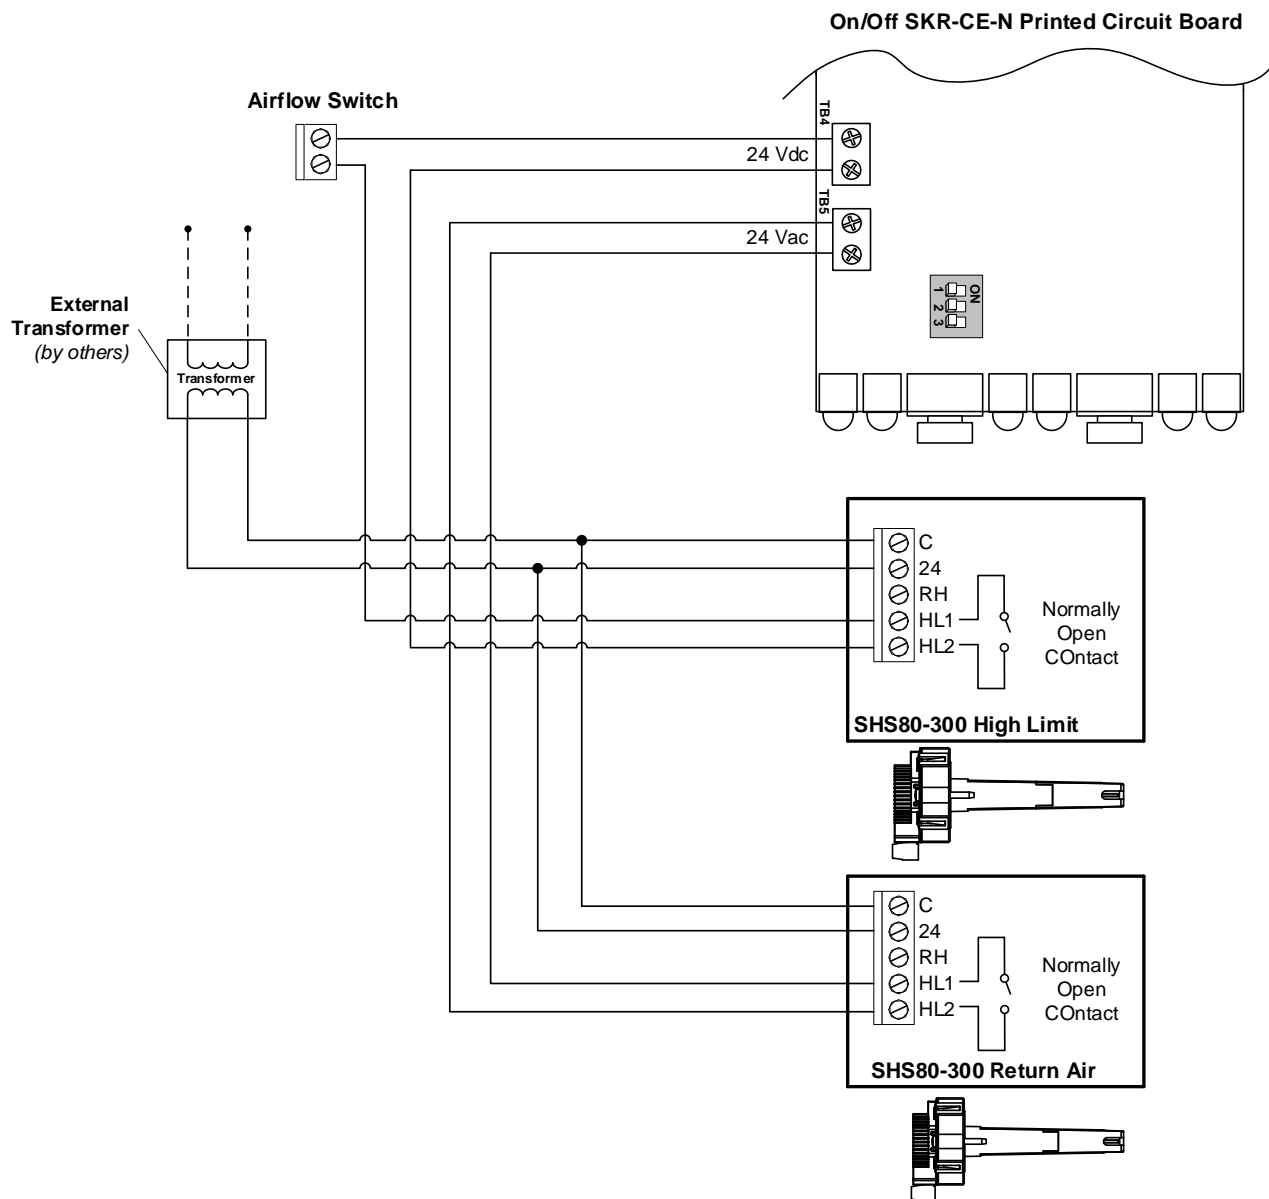 On/Off SKR-CE-N Printed Circuit Board
Airflow Switch
TB4
24 Vdc
TB5
24 Vac
ON
1
2
3
External
Transformer
(by others)
Transformer
C
24
RH
HL1
HL2
Normally
Open
COntact
SHS80-300 High Limit
C
24
RH
HL1
HL2
Normally
Open
COntact
SHS80-300 Return Air